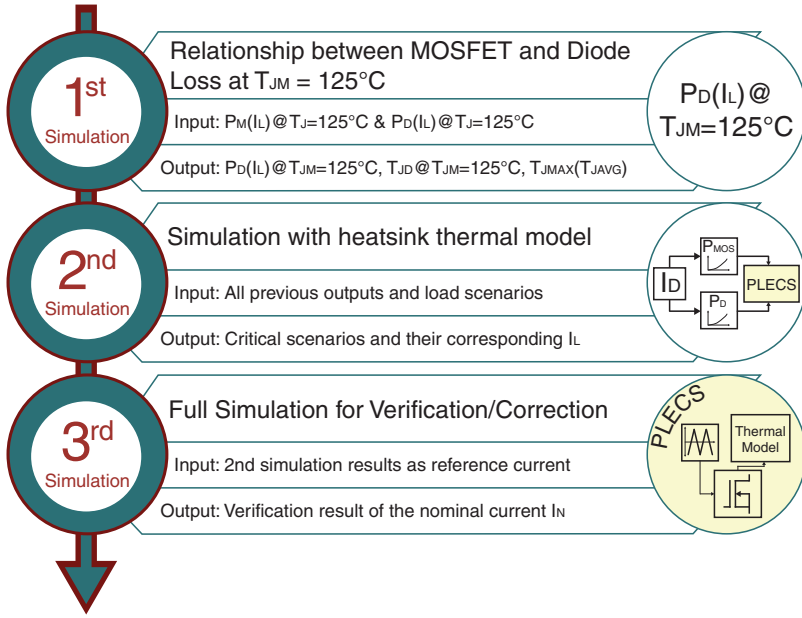 1st
Simulation
Relationship between MOSFET and Diode
Loss at TJM = 125°C
Input: PM(IL)@TJ=125°C & PD(IL)@TJ=125°C
Output: PD(IL)@TJM=125°C, TJD@TJM=125°C, TJMAX(TJAVG)
PD(IL)@
TJM=125°C
2nd
Simulation
Simulation with heatsink thermal model
Input: All previous outputs and load scenarios
Output: Critical scenarios and their corresponding IL
ID
PMOS
PD
PLECS
3rd
Simulation
Full Simulation for Verification/Correction
Input: 2nd simulation results as reference current
Output: Verification result of the nominal current IN
PLECS
Thermal
Model